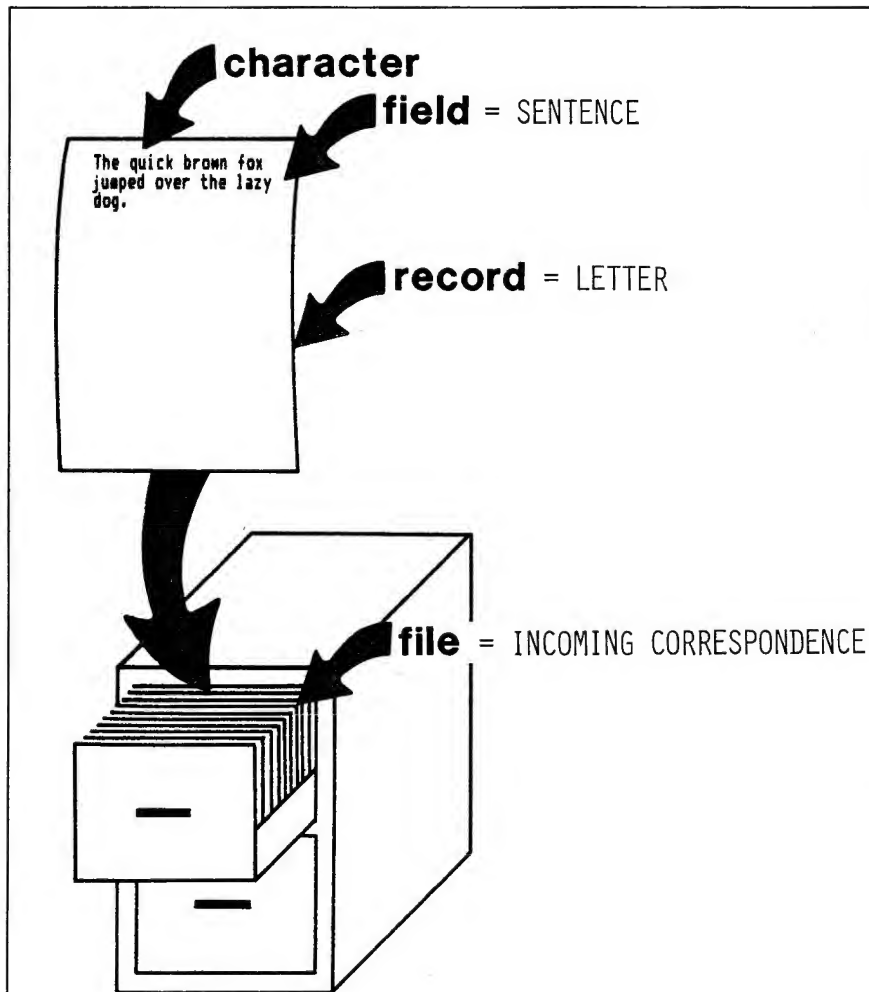 character
field = SENTENCE
The quick brown fox
jumped over the lazy
dog.
record = LETTER
file = INCOMING CORRESPONDENCE